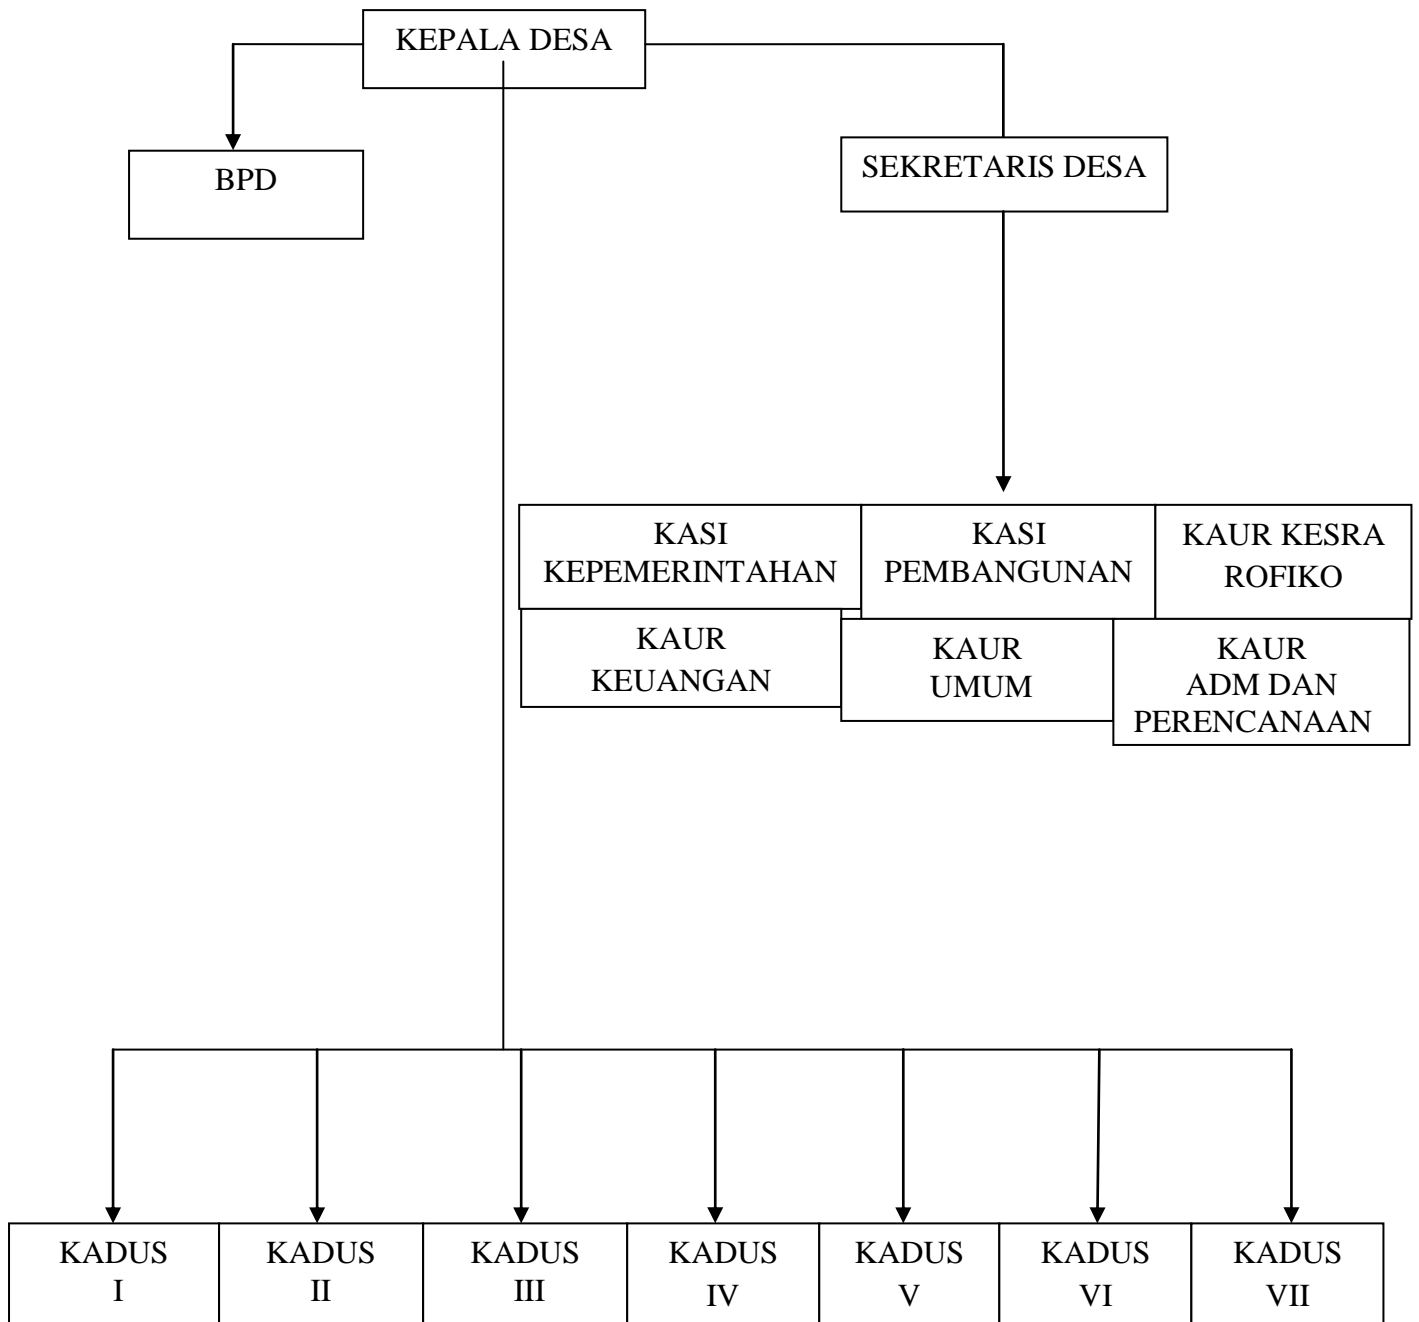 KEPALA DESA
BPD
SEKRETARIS DESA
KASI
KEPEMERINTAHAN
KASI
PEMBANGUNAN
KAUR KESRA
ROFIKO
KAUR
KEUANGAN
KAUR
UMUM
KAUR
ADM DAN
PERENCANAAN
KADUS
I
KADUS
II
KADUS
III
KADUS
IV
KADUS
V
KADUS
VI
KADUS
VII